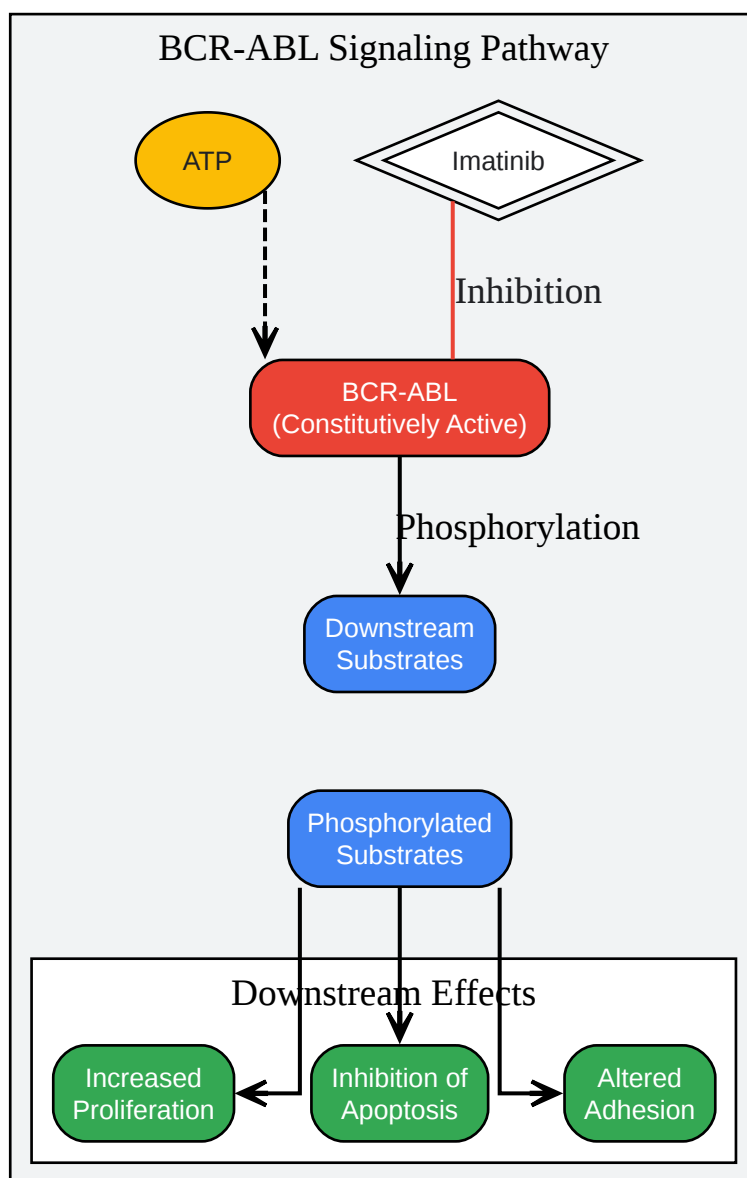 BCR-ABL Signaling Pathway
ATP
Imatinib
Inhibition
BCR-ABL
(Constitutively Active)
Phosphorylation
Downstream
Substrates
Phosphorylated
Substrates
Downstream Effects
Increased
Proliferation
Inhibition of
Apoptosis
Altered
Adhesion